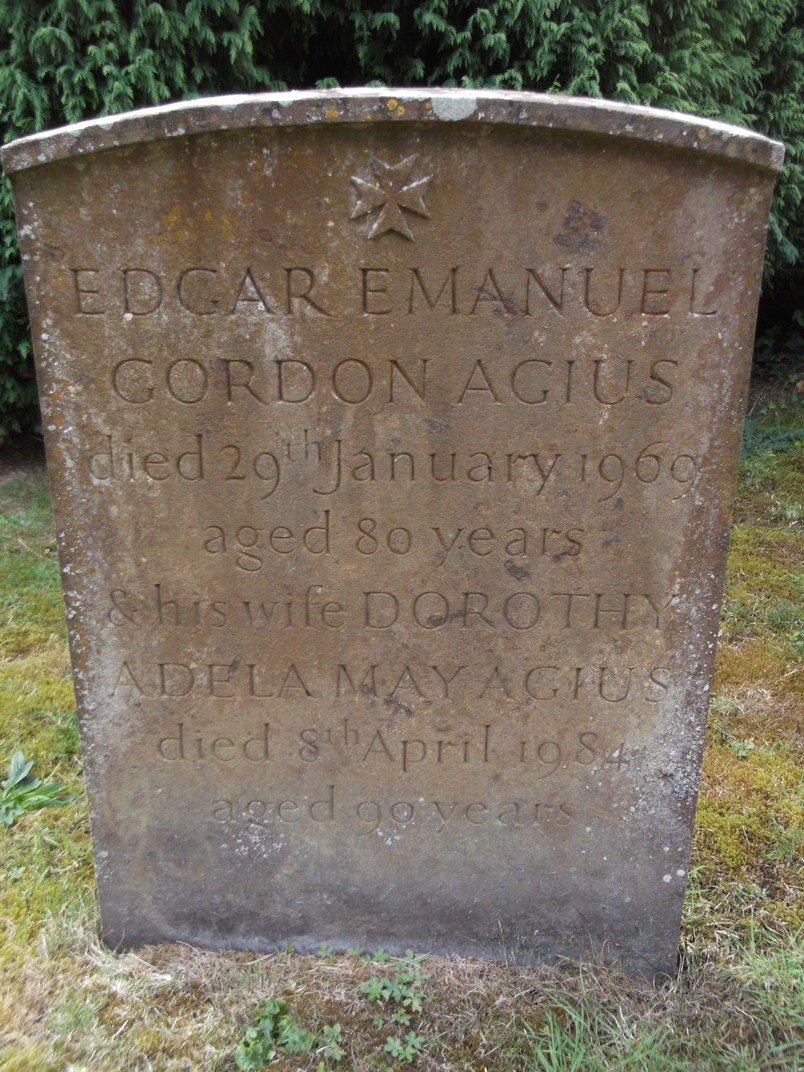 EDGAR EMANUEL
GORDON AGIUS
died 29th January 1969
aged 80 years
& his wife DOROTHY
ADELA MAY AGIUS
died 8th April 1984
aged 90 years